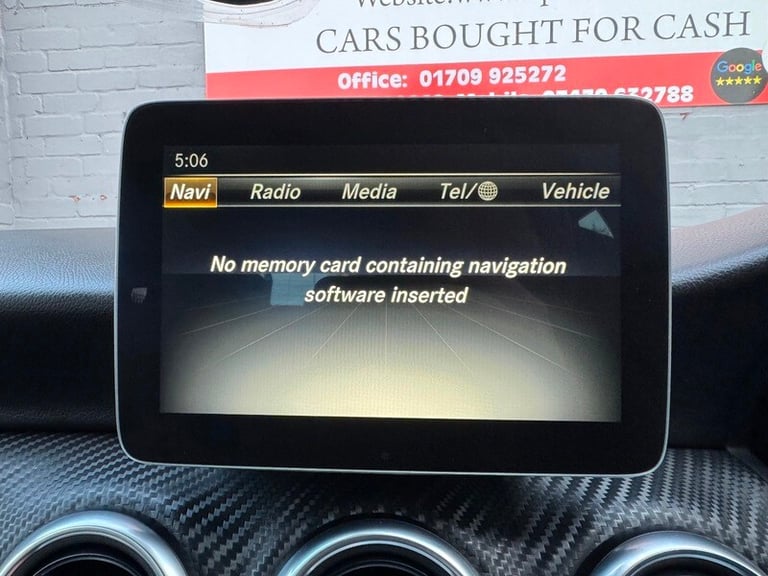 CARS BOUGHT FOR CASH
Office: 01709 925272
Google
5:06
Navi Radio Media Tel/ Vehicle
No memory card containing navigation
software inserted